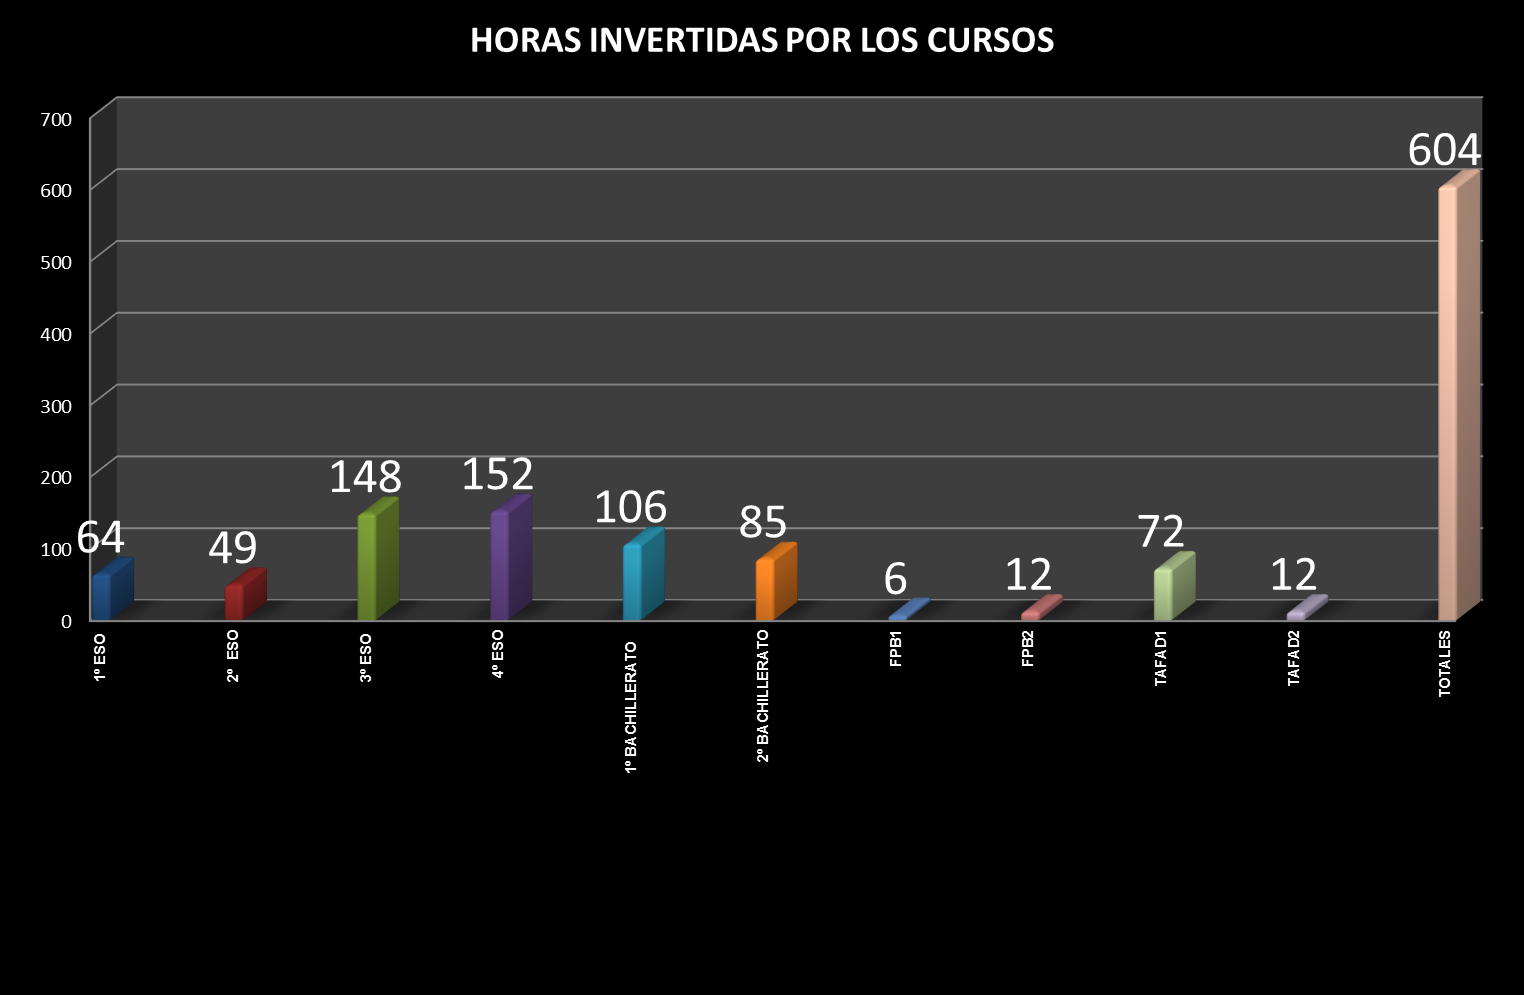 HORAS INVERTIDAS POR LOS CURSOS
700
600
500
400
300
200
100
0
64
49
148
152
106
85
6
12
72
12
604
1º ESO
2º ESO
3º ESO
4º ESO
1º BACHILLERATO
2º BACHILLERATO
FPB1
FPB2
TAFAD1
TAFAD2
TOTALES